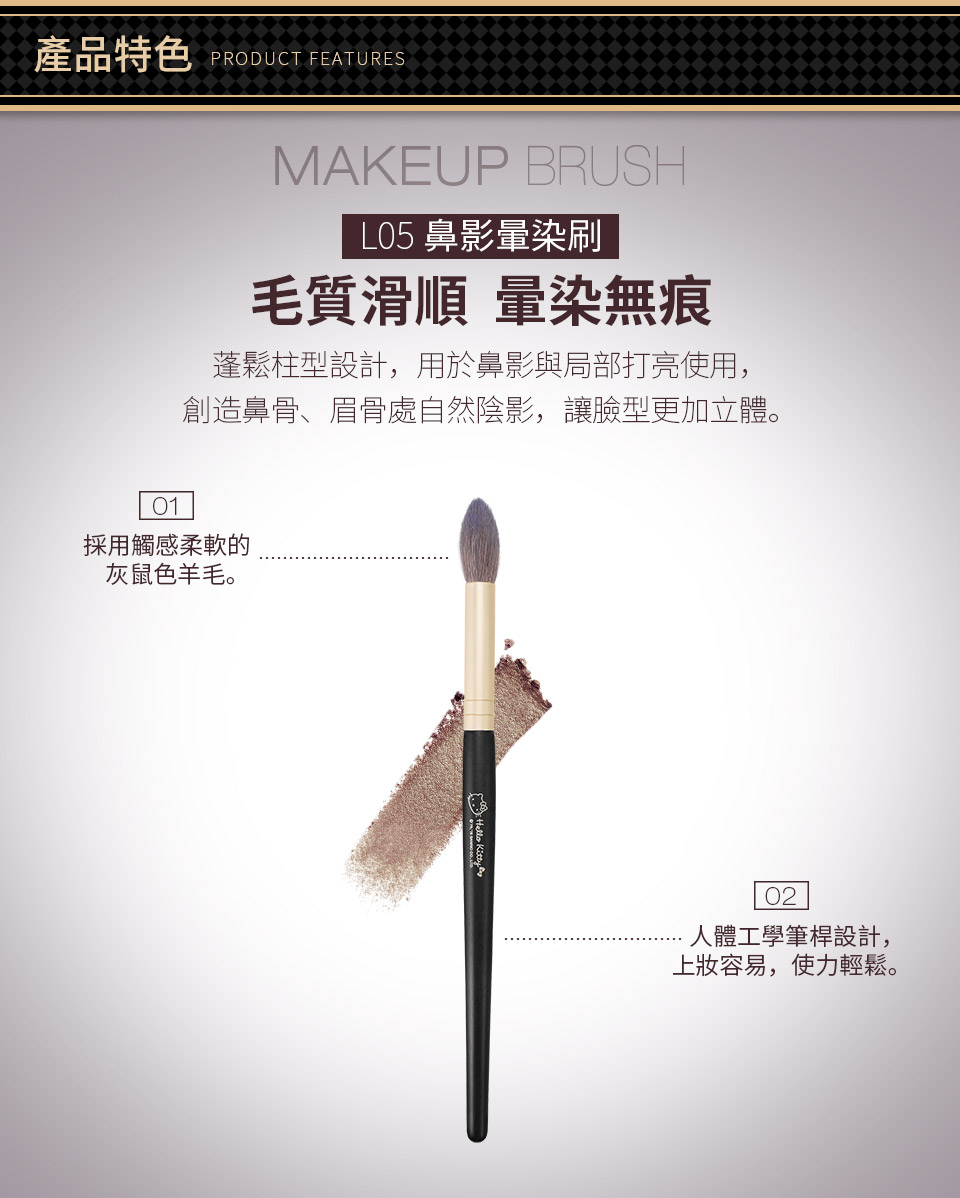 產品特色 PRODUCT FEATURES
MAKEUP BRUSH
L05 鼻影暈染刷
毛質滑順 暈染無痕
蓬鬆柱型設計，用於鼻影與局部打亮使用，
創造鼻骨、眉骨處自然陰影，讓臉型更加立體。
01
採用觸感柔軟的
灰鼠色羊毛。
Hello Kitty
02
人體工學筆桿設計，
上妝容易，使力輕鬆。